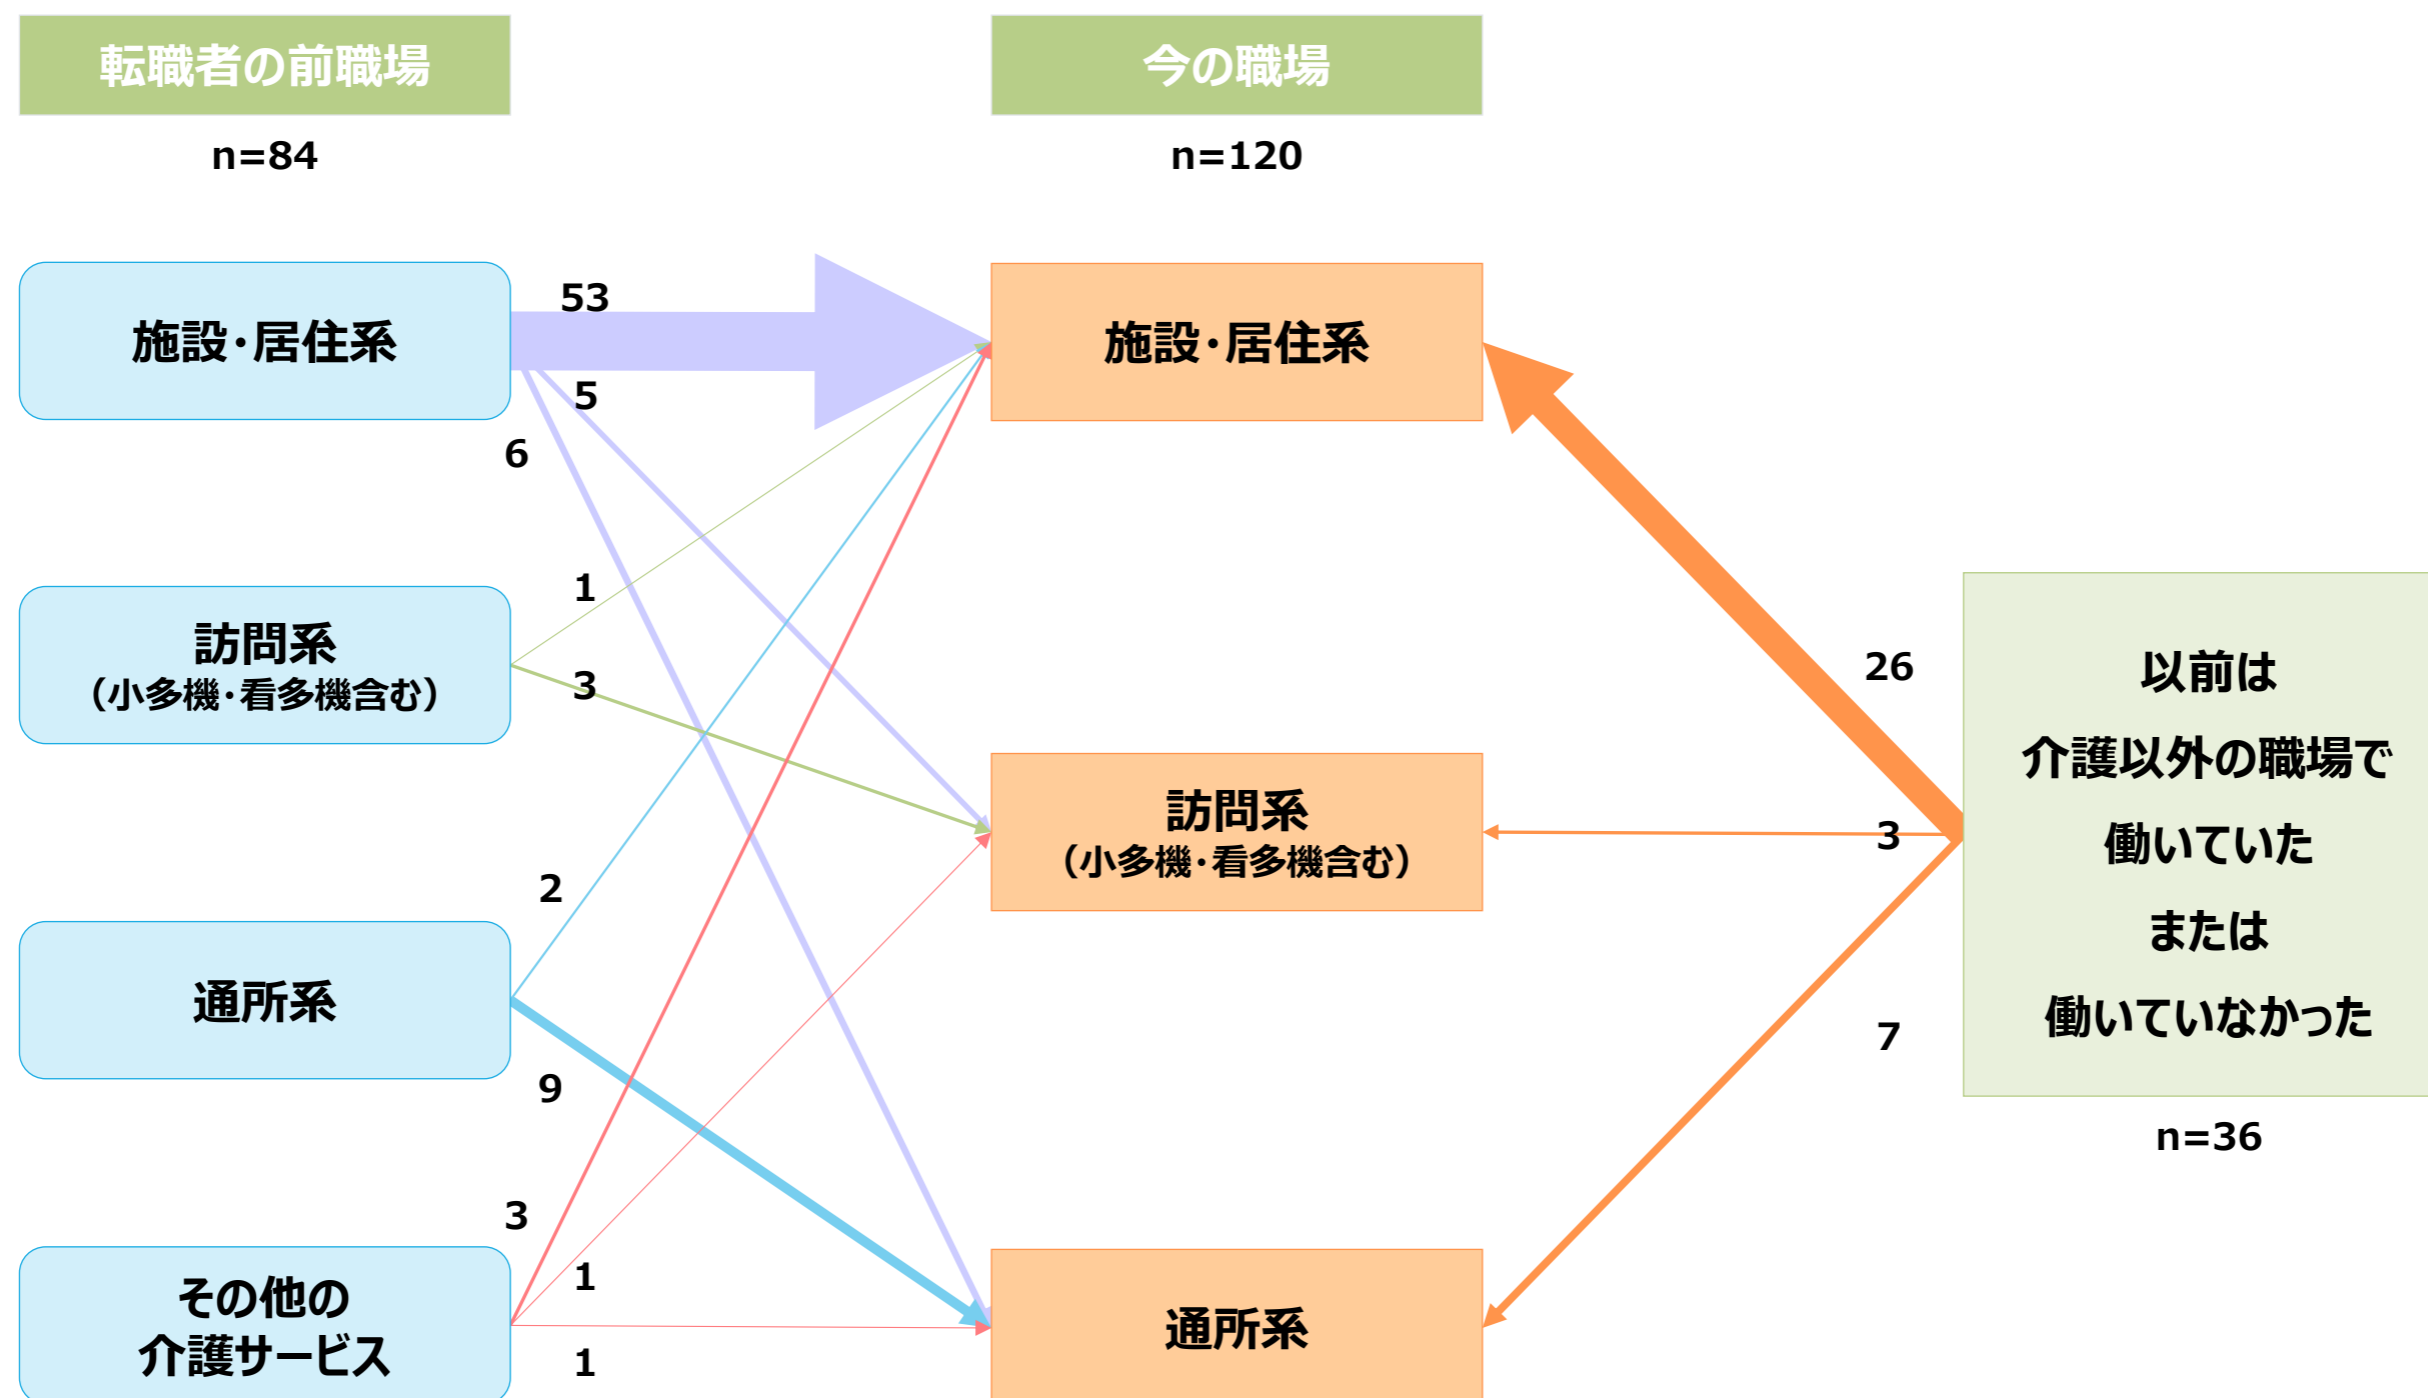 転職者の前職場
今の職場
n=84
n=120
施設・居住系
53
5
6
施設・居住系
訪問系
（小多機・看多機含む）
1
3
訪問系
（小多機・看多機含む）
通所系
2
9
その他の
介護サービス
3
1
1
通所系
26
3
7
以前は
介護以外の職場で
働いていた
または
働いていなかった
n=36